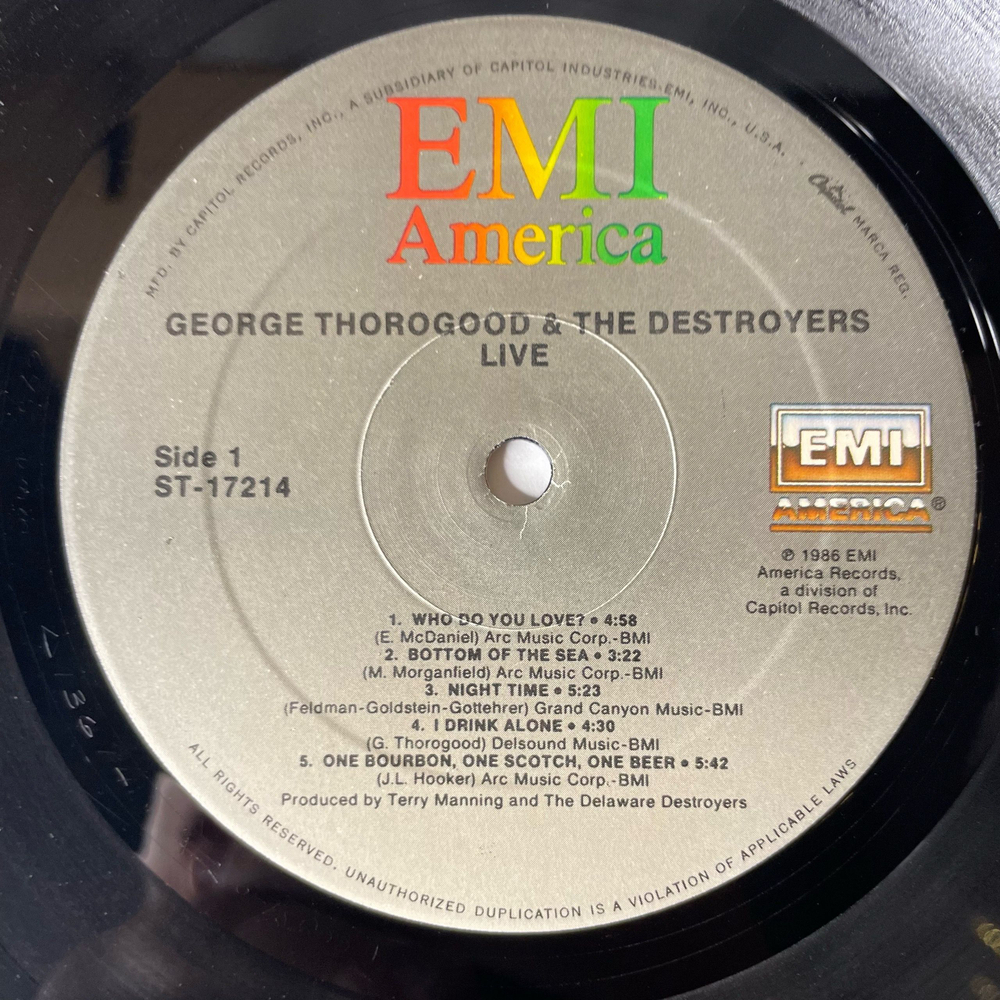 MFD. BY CAPITOL RECORDS, INC., A SUBSIDIARY OF CAPITOL INDUSTRIES-EMI, INC., U.S.A. · Capitol MARCA REG.
EMI
America
GEORGE THOROGOOD & THE DESTROYERS
LIVE
Side 1
ST-17214
EMI
AMERICA®
℗ 1986 EMI
America Records,
a division of
Capitol Records, Inc.
1. WHO DO YOU LOVE? • 4:58
(E. McDaniel) Arc Music Corp.-BMI
2. BOTTOM OF THE SEA • 3:22
(M. Morganfield) Arc Music Corp.-BMI
3. NIGHT TIME • 5:23
(Feldman-Goldstein-Gottehrer) Grand Canyon Music-BMI
4. I DRINK ALONE • 4:30
(G. Thorogood) Delsound Music-BMI
5. ONE BOURBON, ONE SCOTCH, ONE BEER • 5:42
(J.L. Hooker) Arc Music Corp.-BMI
Produced by Terry Manning and The Delaware Destroyers
ALL RIGHTS RESERVED. UNAUTHORIZED DUPLICATION IS A VIOLATION OF APPLICABLE LAWS